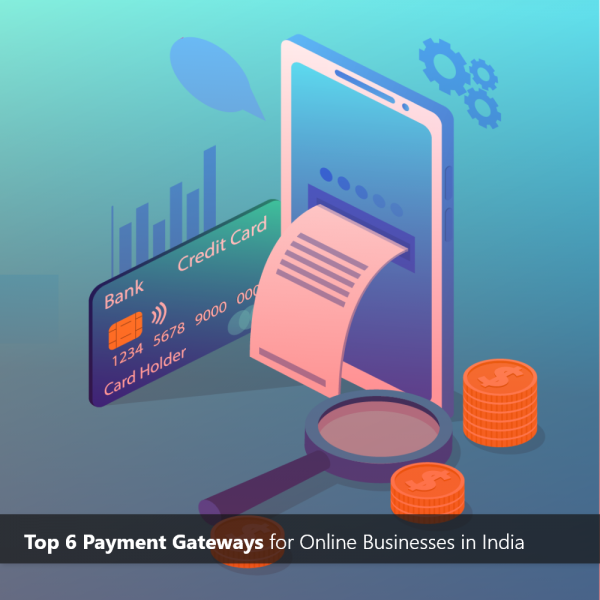 Credit Card
Bank
1234 5678 9000 000
Card Holder
$
$
Top 6 Payment Gateways for Online Businesses in India